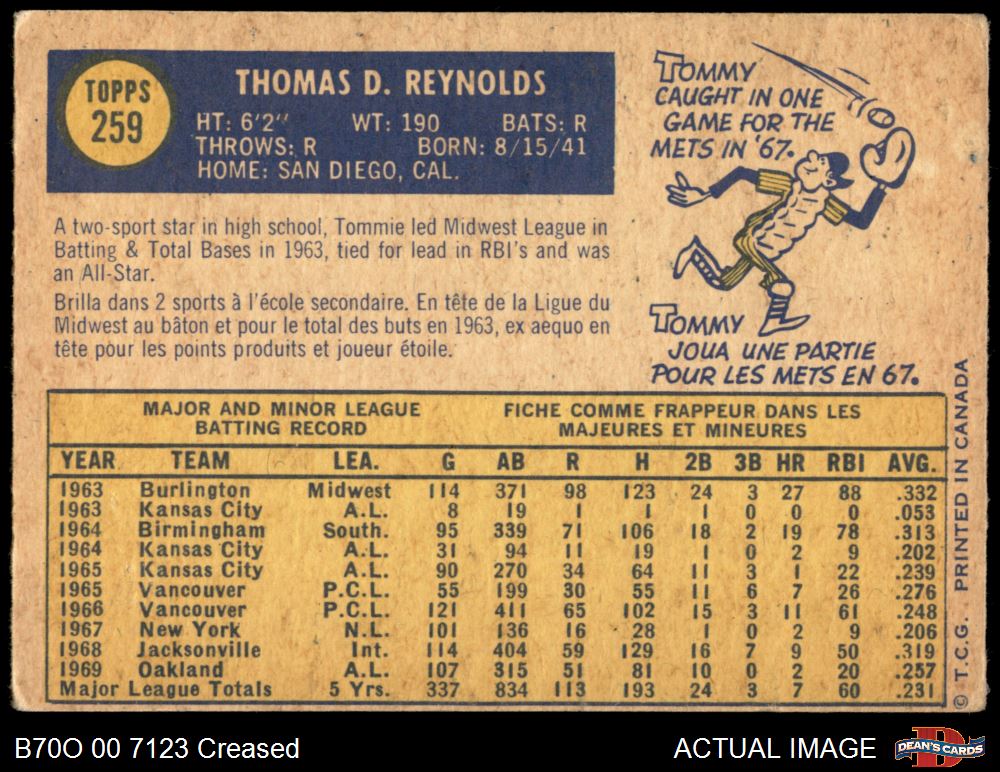 TOPPS
259
THOMAS D. REYNOLDS
HT: 6'2" WT: 190 BATS: R
THROWS: R BORN: 8/15/41
HOME: SAN DIEGO, CAL.
TOMMY
CAUGHT IN ONE
GAME FOR THE
METS IN '67.
A two-sport star in high school, Tommie led Midwest League in
Batting & Total Bases in 1963, tied for lead in RBI's and was
an All-Star.
Brilla dans 2 sports à l'école secondaire. En tête de la Ligue du
Midwest au bâton et pour le total des buts en 1963, ex aequo en
tête pour les points produits et joueur étoile.
TOMMY
JOUA UNE PARTIE
POUR LES METS EN 67.
MAJOR AND MINOR LEAGUE
BATTING RECORD
FICHE COMME FRAPPEUR DANS LES
MAJEURES ET MINEURES
YEAR TEAM LEA. G AB R H 2B 3B HR RBI AVG.
1963 Burlington Midwest 114 371 98 123 24 3 27 88 .332
1963 Kansas City A.L. 8 19 1 1 1 0 0 0 .053
1964 Birmingham South. 95 339 71 106 18 2 19 78 .313
1964 Kansas City A.L. 31 94 11 19 1 0 2 9 .202
1965 Kansas City A.L. 90 270 34 64 11 3 1 22 .239
1965 Vancouver P.C.L. 55 199 30 55 11 6 7 26 .276
1966 Vancouver P.C.L. 121 411 65 102 15 3 11 61 .248
1967 New York N.L. 101 136 16 28 1 0 2 9 .206
1968 Jacksonville Int. 114 404 59 129 16 7 9 50 .319
1969 Oakland A.L. 107 315 51 81 10 0 2 20 .257
Major League Totals 5 Yrs. 337 834 113 193 24 3 7 60 .231
© T.C.G. PRINTED IN CANADA
B70O 00 7123 Creased
ACTUAL IMAGE
DEAN'S CARDS